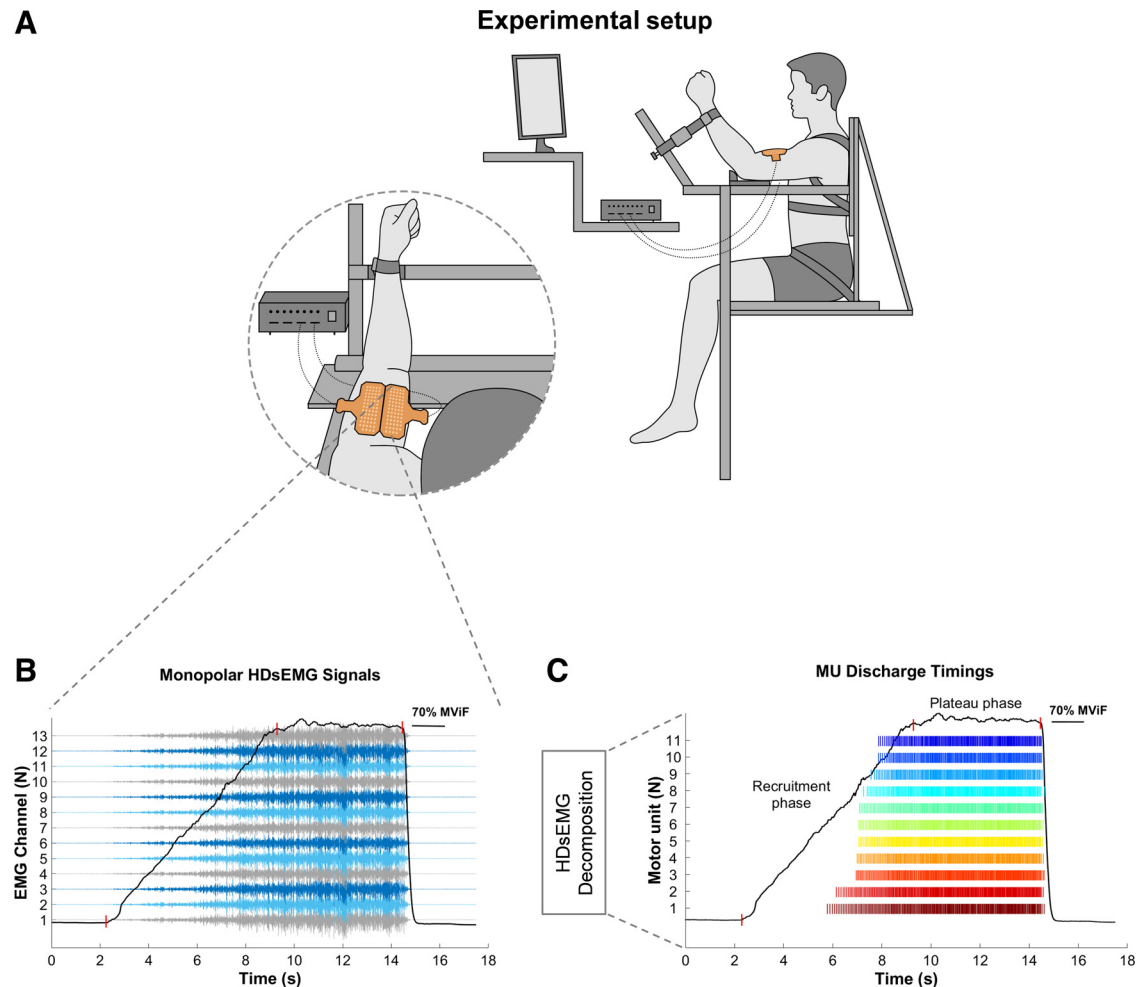 A
Experimental setup
B
Monopolar HDsEMG Signals
70% MViF
EMG Channel (N)
13
12
11
10
9
8
7
6
5
4
3
2
1
0 2 4 6 8 10 12 14 16 18
Time (s)
C
MU Discharge Timings
Plateau phase
70% MViF
HDsEMG
Decomposition
Recruitment
phase
Motor unit (N)
11
10
9
8
7
6
5
4
3
2
1
0 2 4 6 8 10 12 14 16 18
Time (s)